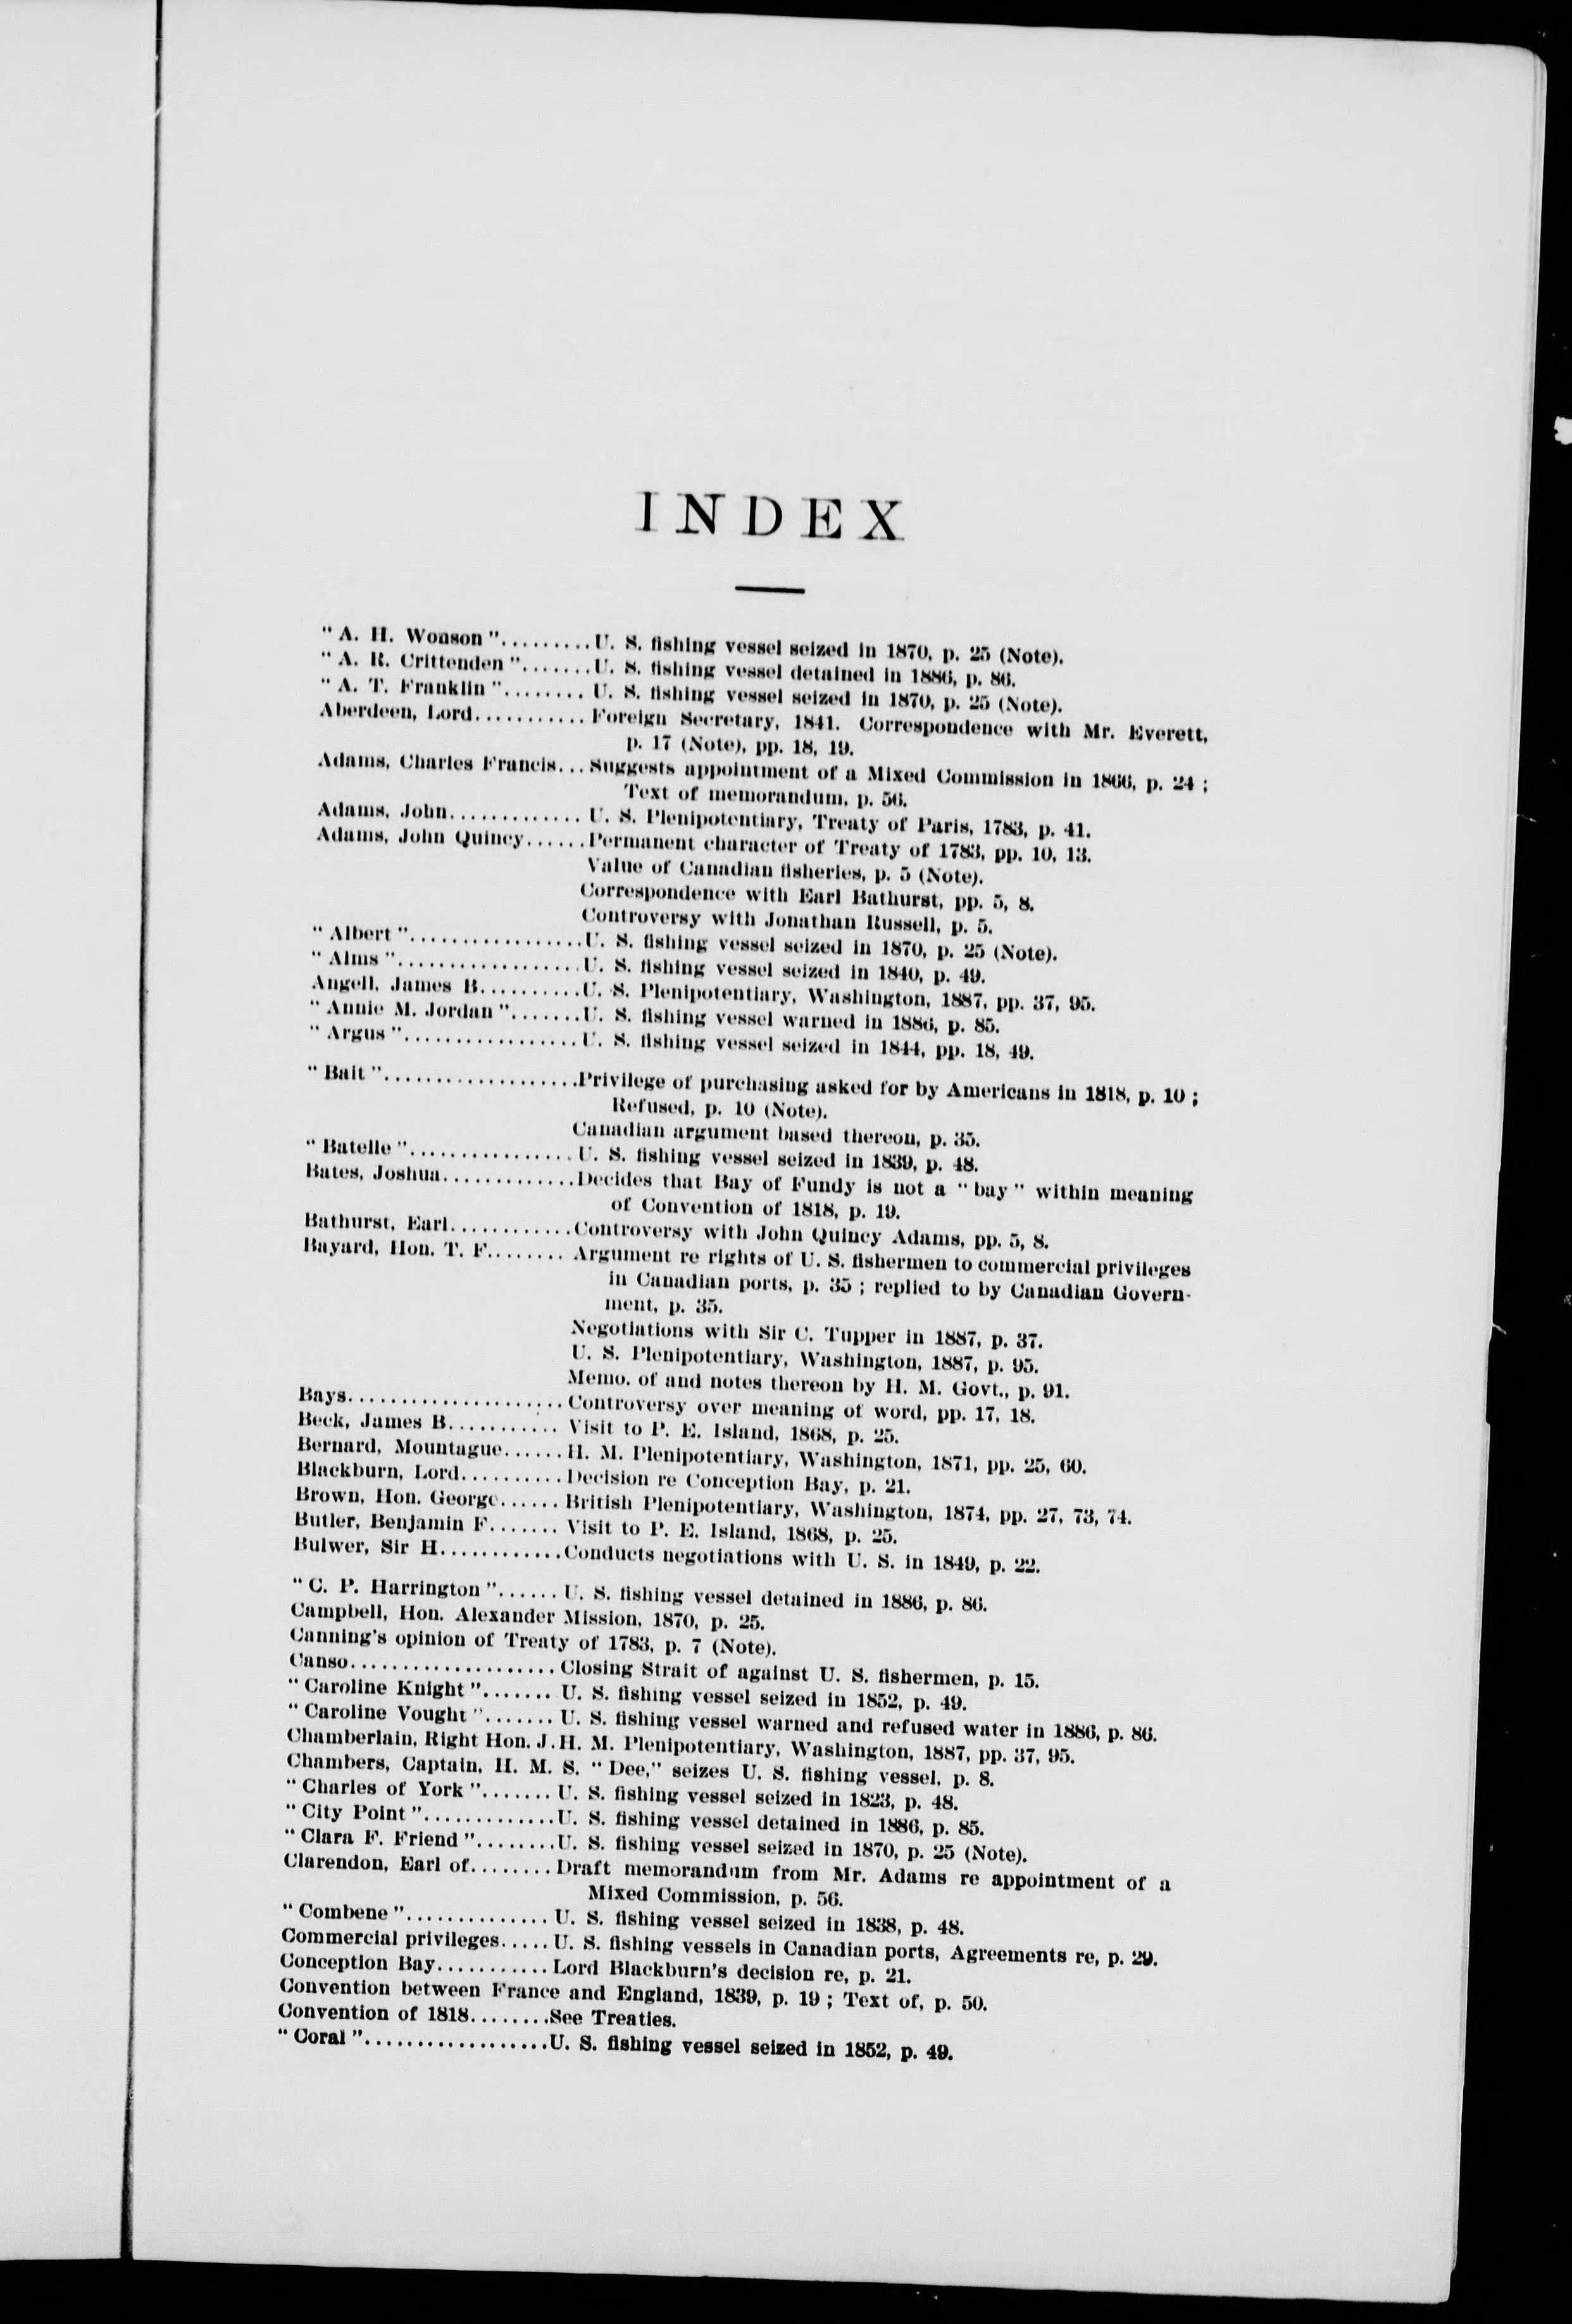 INDEX
" A. H. Wonson ".........U. S. fishing vessel seized in 1870, p. 25 (Note).
" A. R. Crittenden ".......U. S. fishing vessel detained in 1886, p. 86.
" A. T. Franklin "........ U. S. fishing vessel seized in 1870, p. 25 (Note).
Aberdeen, Lord........... Foreign Secretary, 1841. Correspondence with Mr. Everett,
p. 17 (Note), pp. 18, 19.
Adams, Charles Francis... Suggests appointment of a Mixed Commission in 1866, p. 24 ;
Text of memorandum, p. 56.
Adams, John............. U. S. Plenipotentiary, Treaty of Paris, 1783, p. 41.
Adams, John Quincy......Permanent character of Treaty of 1783, pp. 10, 13.
Value of Canadian fisheries, p. 5 (Note).
Correspondence with Earl Bathurst, pp. 5, 8.
Controversy with Jonathan Russell, p. 5.
" Albert ".................U. S. fishing vessel seized in 1870, p. 25 (Note).
" Alms "..................U. S. fishing vessel seized in 1840, p. 49.
Angell, James B..........U. S. Plenipotentiary, Washington, 1887, pp. 37, 95.
" Annie M. Jordan ".......U. S. fishing vessel warned in 1886, p. 85.
" Argus ".................U. S. fishing vessel seized in 1844, pp. 18, 49.
" Bait "...................Privilege of purchasing asked for by Americans in 1818, p. 10 ;
Refused, p. 10 (Note).
Canadian argument based thereon, p. 35.
" Batelle "................U. S. fishing vessel seized in 1839, p. 48.
Bates, Joshua.............Decides that Bay of Fundy is not a " bay " within meaning
of Convention of 1818, p. 19.
Bathurst, Earl............Controversy with John Quincy Adams, pp. 5, 8.
Bayard, Hon. T. F........ Argument re rights of U. S. fishermen to commercial privileges
in Canadian ports, p. 35 ; replied to by Canadian Govern-
ment, p. 35.
Negotiations with Sir C. Tupper in 1887, p. 37.
U. S. Plenipotentiary, Washington, 1887, p. 95.
Memo. of and notes thereon by H. M. Govt., p. 91.
Bays.....................Controversy over meaning of word, pp. 17, 18.
Beck, James B........... Visit to P. E. Island, 1868, p. 25.
Bernard, Mountague......H. M. Plenipotentiary, Washington, 1871, pp. 25, 60.
Blackburn, Lord..........Decision re Conception Bay, p. 21.
Brown, Hon. George...... British Plenipotentiary, Washington, 1874, pp. 27, 73, 74.
Butler, Benjamin F....... Visit to P. E. Island, 1868, p. 25.
Bulwer, Sir H............Conducts negotiations with U. S. in 1849, p. 22.
" C. P. Harrington "...... U. S. fishing vessel detained in 1886, p. 86.
Campbell, Hon. Alexander Mission, 1870, p. 25.
Canning's opinion of Treaty of 1783, p. 7 (Note).
Canso.................... Closing Strait of against U. S. fishermen, p. 15.
" Caroline Knight "....... U. S. fishing vessel seized in 1852, p. 49.
" Caroline Vought "....... U. S. fishing vessel warned and refused water in 1886, p. 86.
Chamberlain, Right Hon. J.H. M. Plenipotentiary, Washington, 1887, pp. 37, 95.
Chambers, Captain, H. M. S. " Dee," seizes U. S. fishing vessel, p. 8.
" Charles of York "....... U. S. fishing vessel seized in 1823, p. 48.
" City Point ".............U. S. fishing vessel detained in 1886, p. 85.
" Clara F. Friend "........U. S. fishing vessel seized in 1870, p. 25 (Note).
Clarendon, Earl of........ Draft memorandum from Mr. Adams re appointment of a
Mixed Commission, p. 56.
" Combene ".............. U. S. fishing vessel seized in 1838, p. 48.
Commercial privileges..... U. S. fishing vessels in Canadian ports, Agreements re, p. 29.
Conception Bay........... Lord Blackburn's decision re, p. 21.
Convention between France and England, 1839, p. 19 ; Text of, p. 50.
Convention of 1818........See Treaties.
" Coral "..................U. S. fishing vessel seized in 1852, p. 49.